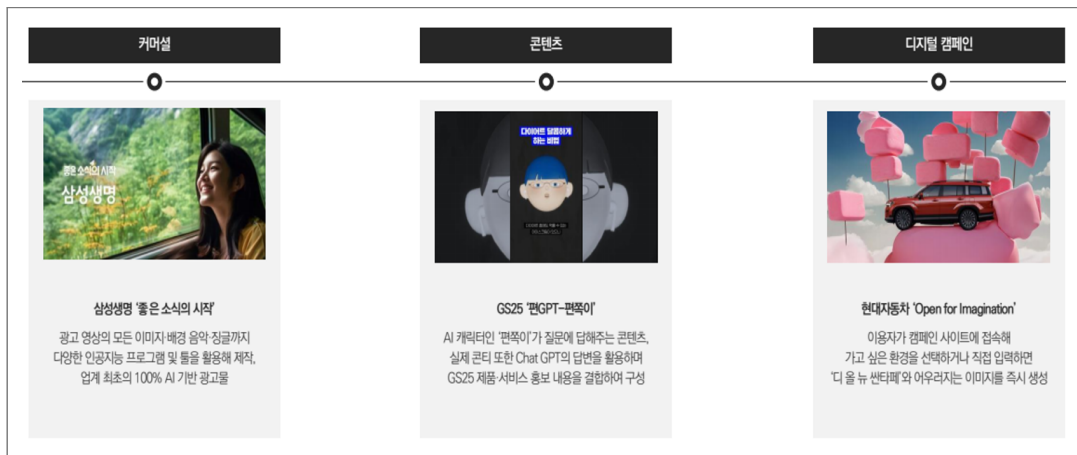 커머셜
콘텐츠
디지털 캠페인
좋은 소식의 시작
삼성생명
다이어트 달콤하게
하는 비법
삼성생명 '좋은 소식의 시작'
광고 영상의 모든 이미지·배경 음악·징글까지
다양한 인공지능 프로그램 및 툴을 활용해 제작,
업계 최초의 100% AI 기반 광고물
GS25 '편GPT-편쪽이'
AI 캐릭터인 '편쪽이'가 질문에 답해주는 콘텐츠,
실제 콘티 또한 Chat GPT의 답변을 활용하며
GS25 제품·서비스 홍보 내용을 결합하여 구성
현대자동차 'Open for Imagination'
이용자가 캠페인 사이트에 접속해
가고 싶은 환경을 선택하거나 직접 입력하면
'디 올 뉴 싼타페'와 어우러지는 이미지를 즉시 생성